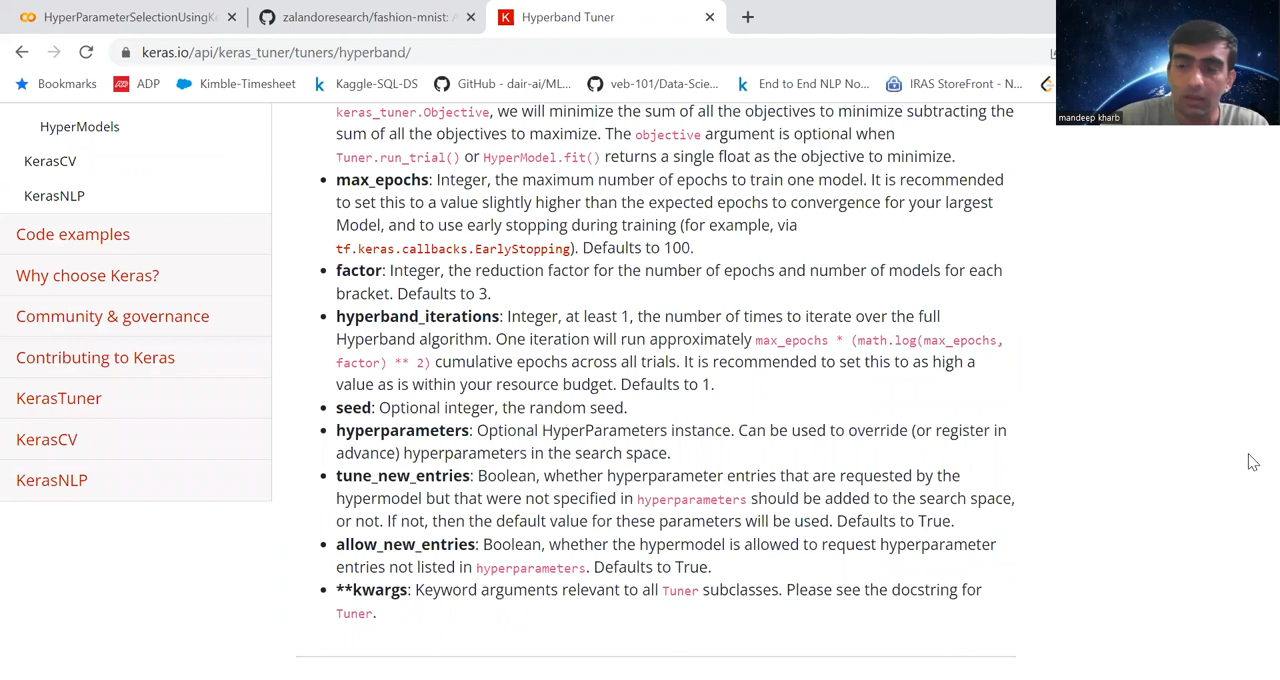 HyperParameterSelectionUsingK
zalandoresearch/fashion-mnist: A
Hyperband Tuner
keras.io/api/keras_tuner/tuners/hyperband/
Bookmarks
ADP
Kimble-Timesheet
Kaggle-SQL-DS
GitHub - dair-ai/ML...
veb-101/Data-Scie...
End to End NLP No...
IRAS StoreFront - N...
mandeep kharb
HyperModels
KerasCV
KerasNLP
Code examples
Why choose Keras?
Community & governance
Contributing to Keras
KerasTuner
KerasCV
KerasNLP
keras_tuner.Objective, we will minimize the sum of all the objectives to minimize subtracting the
sum of all the objectives to maximize. The objective argument is optional when
Tuner.run_trial() or HyperModel.fit() returns a single float as the objective to minimize.
• max_epochs: Integer, the maximum number of epochs to train one model. It is recommended
to set this to a value slightly higher than the expected epochs to convergence for your largest
Model, and to use early stopping during training (for example, via
tf.keras.callbacks.EarlyStopping). Defaults to 100.
• factor: Integer, the reduction factor for the number of epochs and number of models for each
bracket. Defaults to 3.
• hyperband_iterations: Integer, at least 1, the number of times to iterate over the full
Hyperband algorithm. One iteration will run approximately max_epochs * (math.log(max_epochs,
factor) ** 2) cumulative epochs across all trials. It is recommended to set this to as high a
value as is within your resource budget. Defaults to 1.
• seed: Optional integer, the random seed.
• hyperparameters: Optional HyperParameters instance. Can be used to override (or register in
advance) hyperparameters in the search space.
• tune_new_entries: Boolean, whether hyperparameter entries that are requested by the
hypermodel but that were not specified in hyperparameters should be added to the search space,
or not. If not, then the default value for these parameters will be used. Defaults to True.
• allow_new_entries: Boolean, whether the hypermodel is allowed to request hyperparameter
entries not listed in hyperparameters. Defaults to True.
• **kwargs: Keyword arguments relevant to all Tuner subclasses. Please see the docstring for
Tuner.